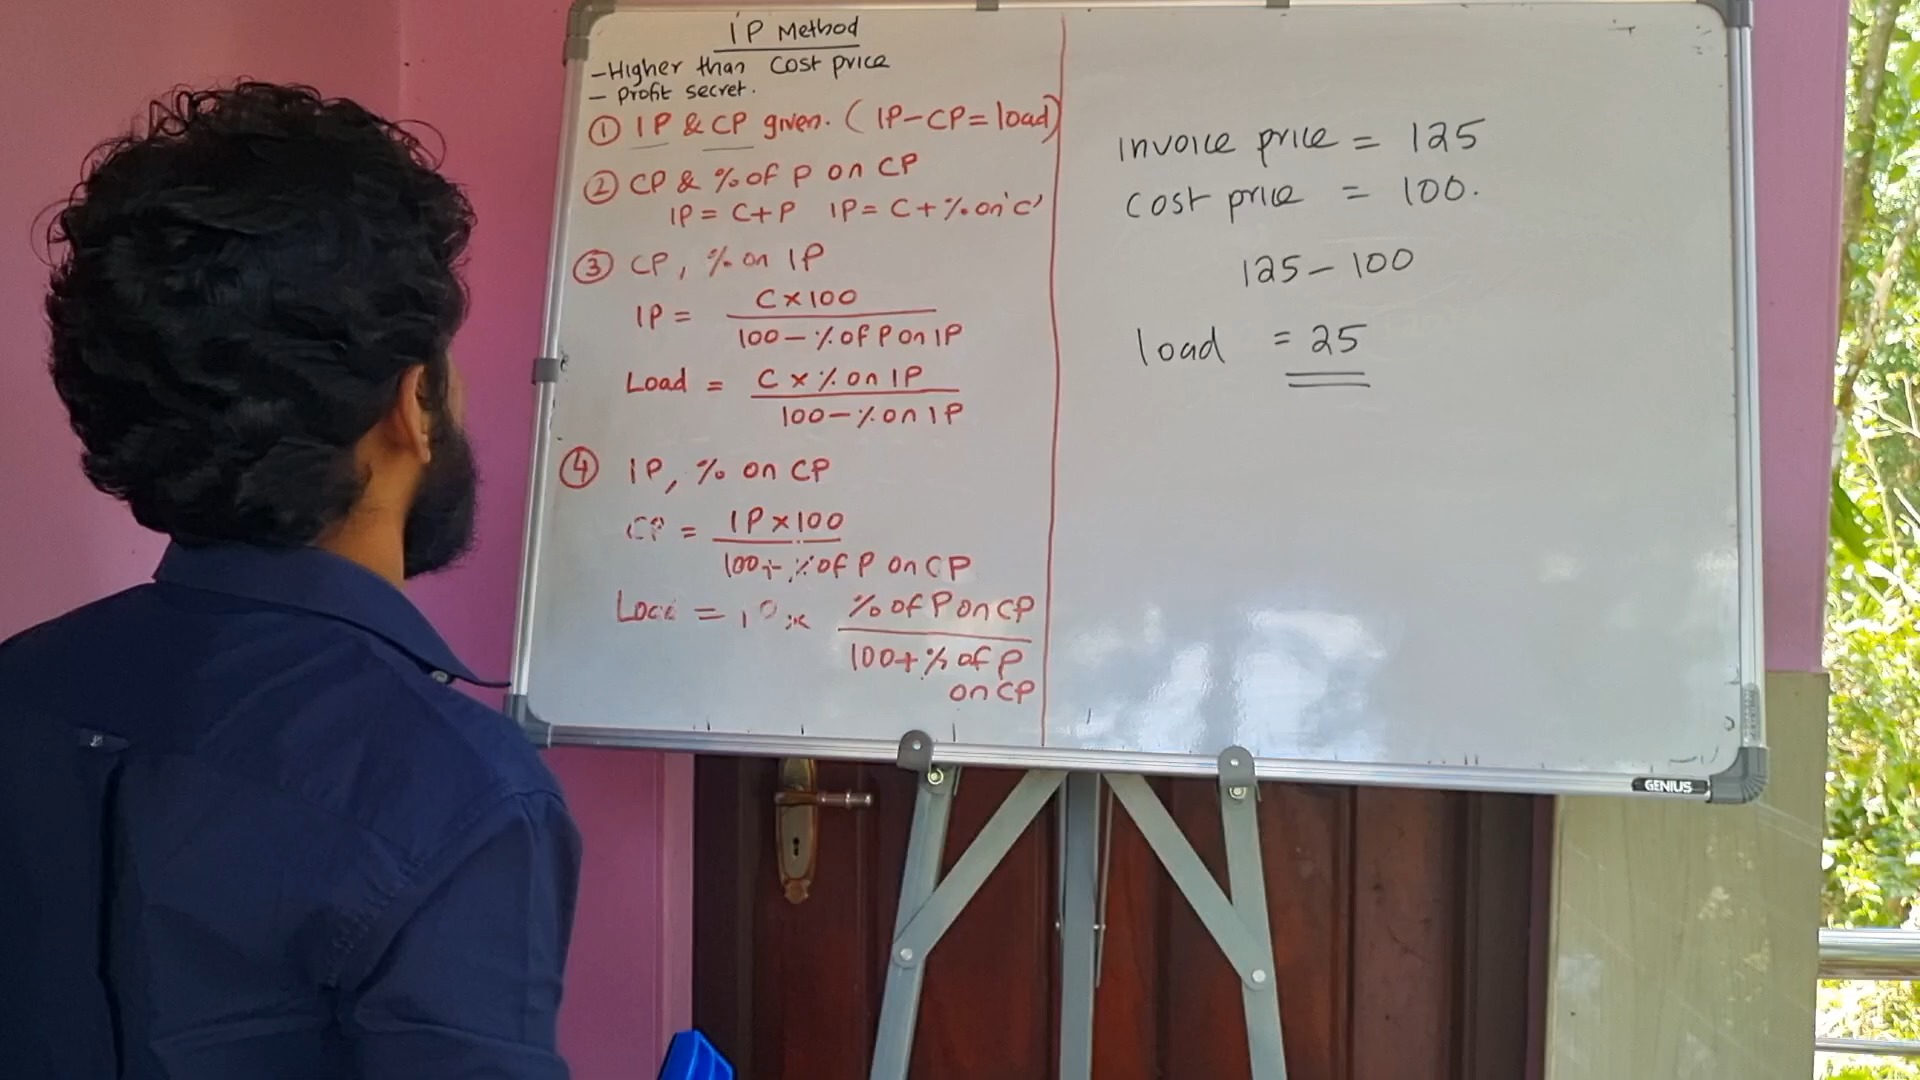 IP Method
- Higher than cost price
- Profit secret.
① IP & CP given. (IP-CP=load)
② CP & % of P on CP
IP = C+P IP = C+% on 'C'
③ CP, % on IP
IP = C×100
100-% of P on IP
Load = C × % on IP
100-% on IP
④ IP, % on CP
CP = IP×100
100+% of P on CP
= % of P on CP
100+% of P
on CP
Invoice price = 125
cost price = 100.
125-100
load = 25
GENIUS